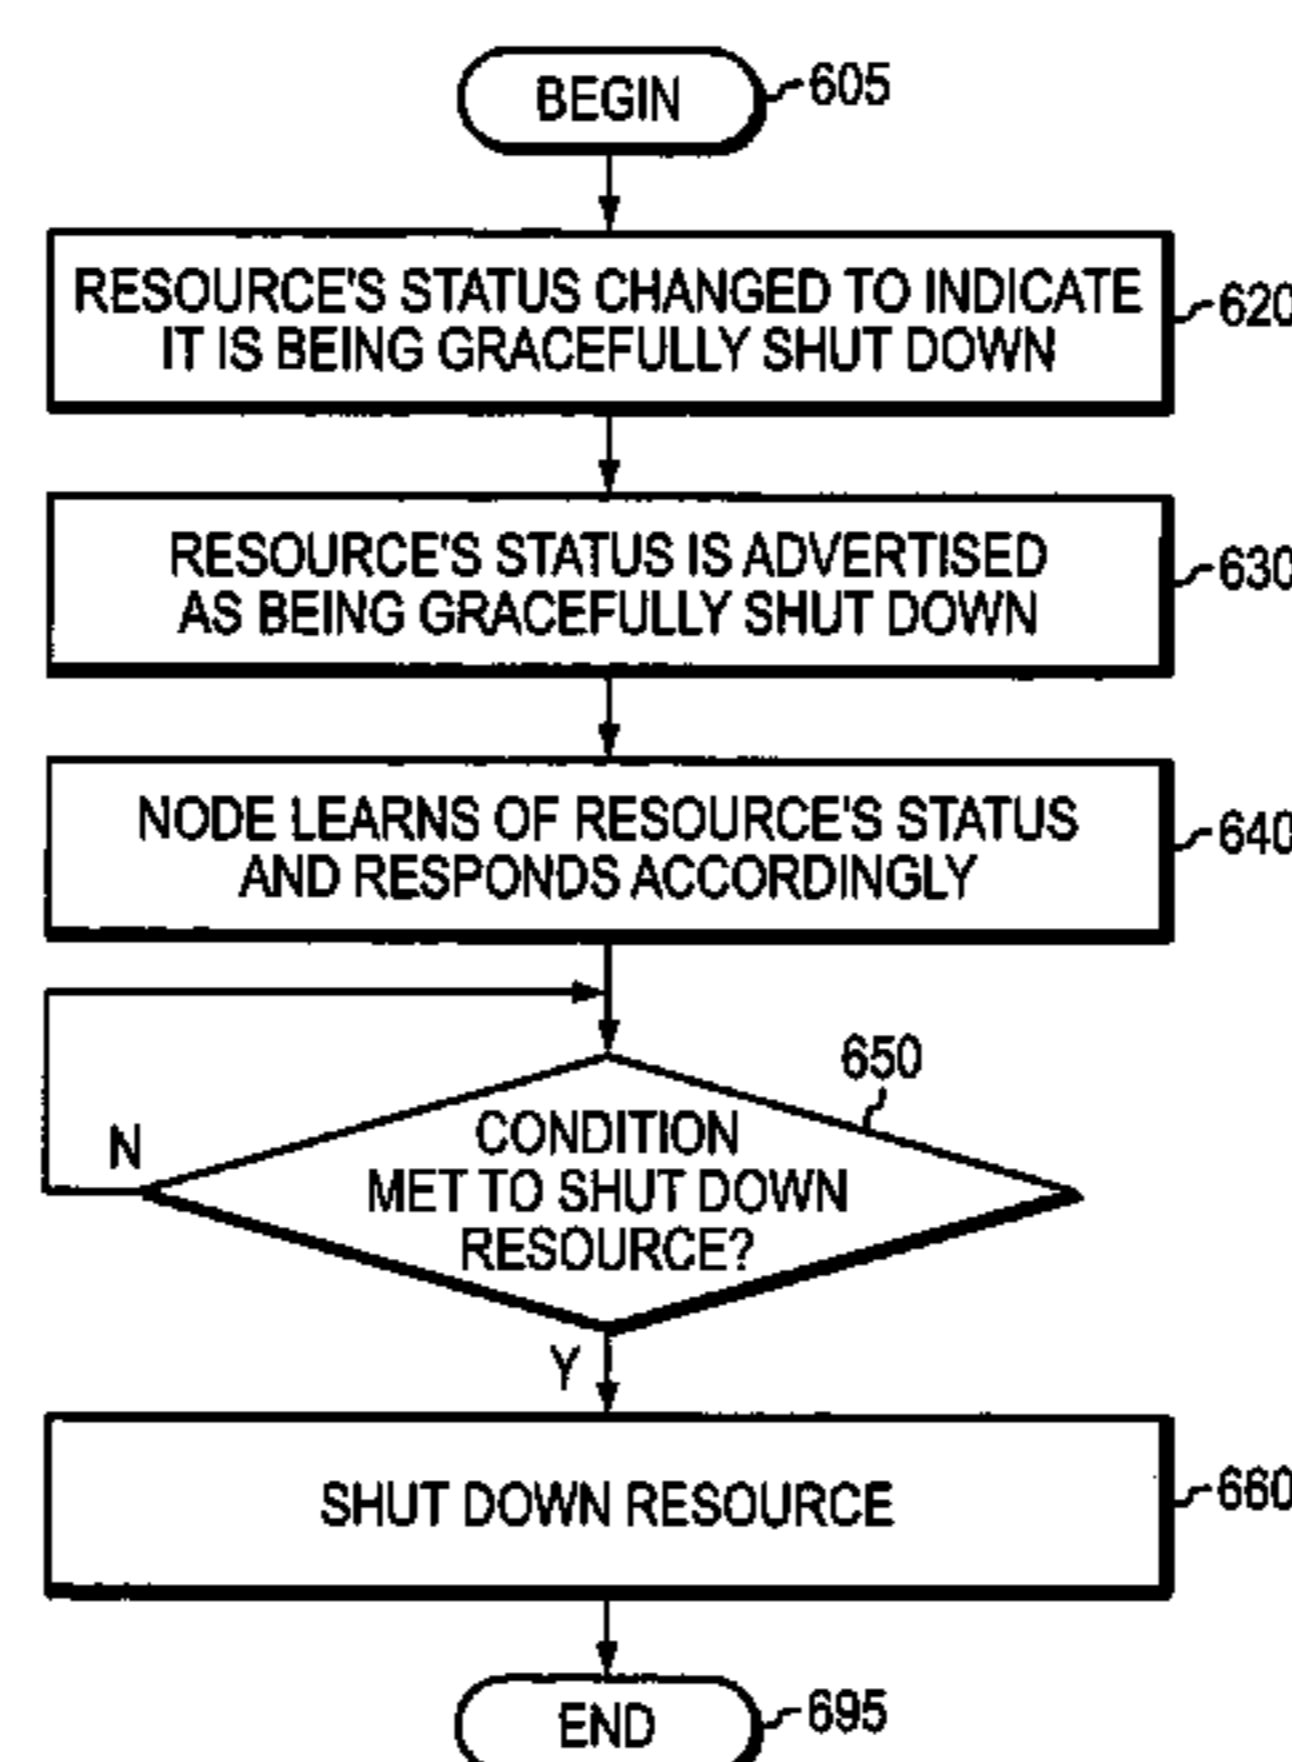 BEGIN
605
RESOURCE'S STATUS CHANGED TO INDICATE
IT IS BEING GRACEFULLY SHUT DOWN
620
RESOURCE'S STATUS IS ADVERTISED
AS BEING GRACEFULLY SHUT DOWN
630
NODE LEARNS OF RESOURCE'S STATUS
AND RESPONDS ACCORDINGLY
640
650
CONDITION
MET TO SHUT DOWN
RESOURCE?
N
Y
SHUT DOWN RESOURCE
660
END
695